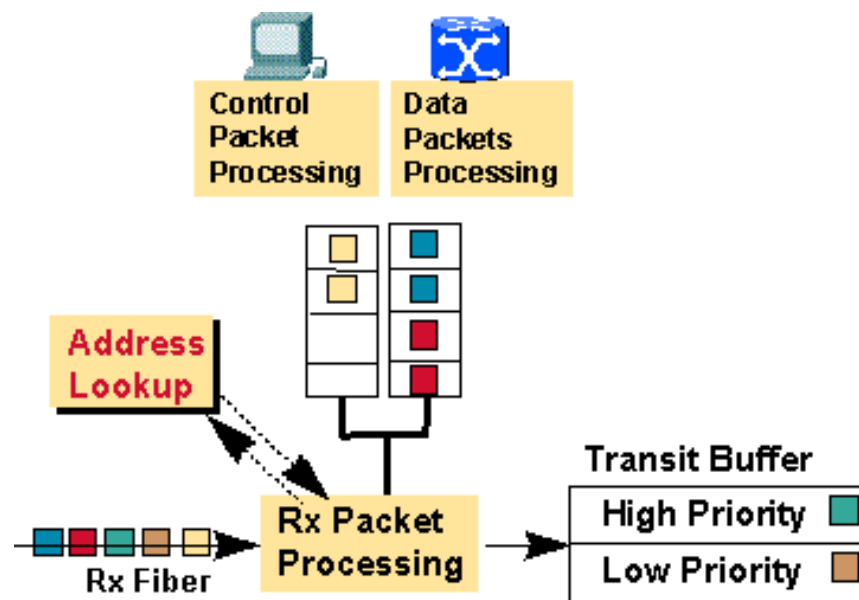 Control
Packet
Processing
Data
Packets
Processing
Address
Lookup
Rx Fiber
Rx Packet
Processing
Transit Buffer
High Priority
Low Priority